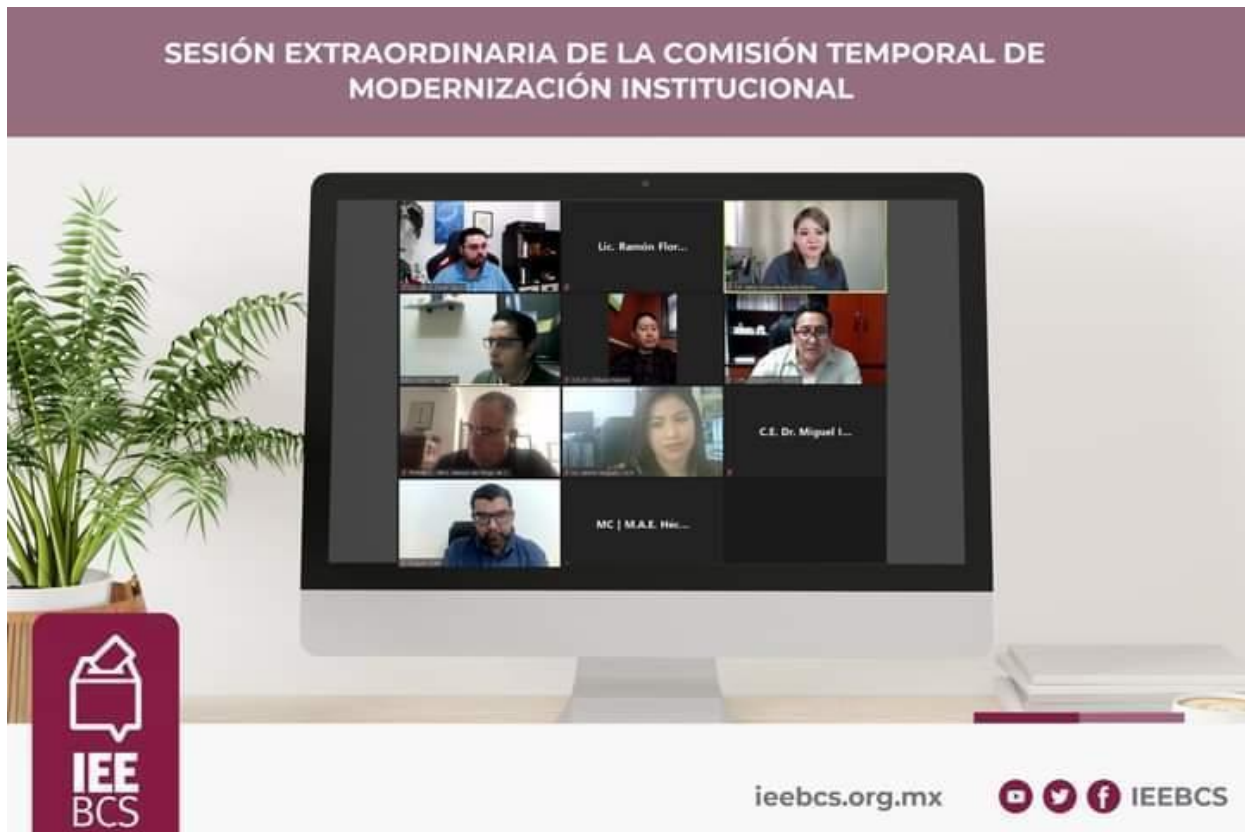 SESIÓN EXTRAORDINARIA DE LA COMISIÓN TEMPORAL DE
MODERNIZACIÓN INSTITUCIONAL
Lic. Ramón Flor...
C.E. Dr. Miguel I...
MC | M.A.E. Héc...
IEE
BCS
ieebcs.org.mx
IEEBCS